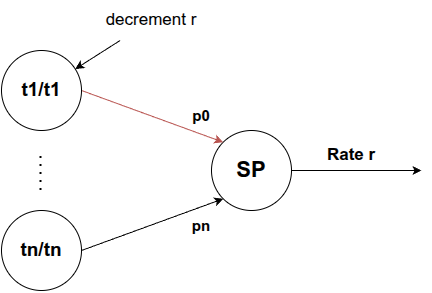 decrement r
t1/t1
p0
SP
Rate r
pn
tn/tn